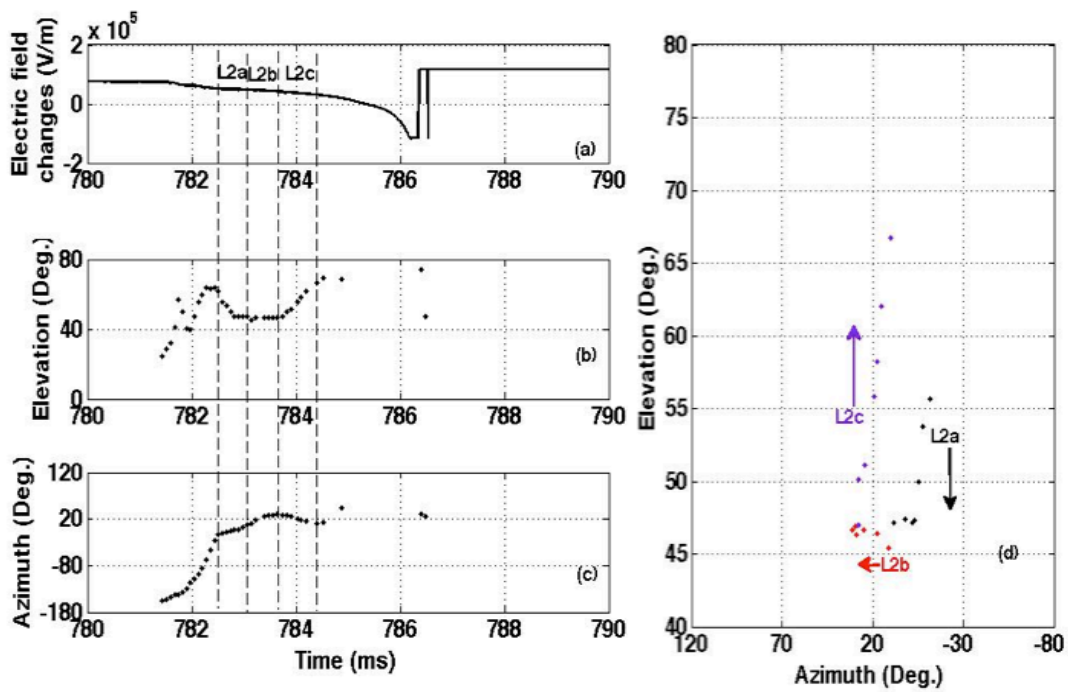 × 10⁵
Electric field
changes (V/m)
2
0
-2
L2a L2b L2c
(a)
780 782 784 786 788 790
Elevation (Deg.)
80
40
0
(b)
780 782 784 786 788 790
Azimuth (Deg.)
120
20
-80
-180
(c)
780 782 784 786 788 790
Time (ms)
Elevation (Deg.)
80
75
70
65
60
55
50
45
40
L2c
L2a
L2b
(d)
120 70 20 -30 -80
Azimuth (Deg.)